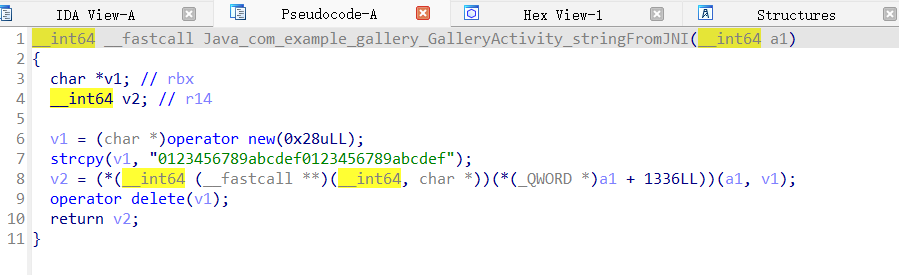 IDA View-A Pseudocode-A Hex View-1 Structures
1 __int64 __fastcall Java_com_example_gallery_GalleryActivity_stringFromJNI(__int64 a1)
2 {
3 char *v1; // rbx
4 __int64 v2; // r14
5
6 v1 = (char *)operator new(0x28uLL);
7 strcpy(v1, "0123456789abcdef0123456789abcdef");
8 v2 = (*(__int64 (__fastcall **)(__int64, char *))(*(_QWORD *)a1 + 1336LL))(a1, v1);
9 operator delete(v1);
10 return v2;
11 }